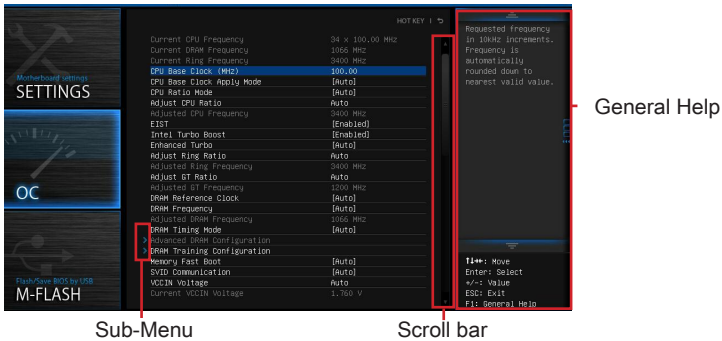 HOT KEY | ⮌
Motherboard settings
SETTINGS
OC
Flash/Save BIOS by USB
M-FLASH
Current CPU Frequency 34 x 100.00 MHz
Current DRAM Frequency 1066 MHz
Current Ring Frequency 3400 MHz
CPU Base Clock (MHz) 100.00
CPU Base Clock Apply Mode [Auto]
CPU Ratio Mode [Auto]
Adjust CPU Ratio Auto
Adjusted CPU Frequency 3400 MHz
EIST [Enabled]
Intel Turbo Boost [Enabled]
Enhanced Turbo [Auto]
Adjust Ring Ratio Auto
Adjusted Ring Frequency 3400 MHz
Adjust GT Ratio Auto
Adjusted GT Frequency 1200 MHz
DRAM Reference Clock [Auto]
DRAM Frequency [Auto]
Adjusted DRAM Frequency 1066 MHz
DRAM Timing Mode [Auto]
> Advanced DRAM Configuration
> DRAM Training Configuration
Memory Fast Boot [Auto]
SVID Communication [Auto]
VCCIN Voltage Auto
Current VCCIN Voltage 1.760 V
Requested frequency
in 10KHz increments.
Frequency is
automatically
rounded down to
nearest valid value.
↑↓→←: Move
Enter: Select
+/-: Value
ESC: Exit
F1: General Help
General Help
Sub-Menu
Scroll bar